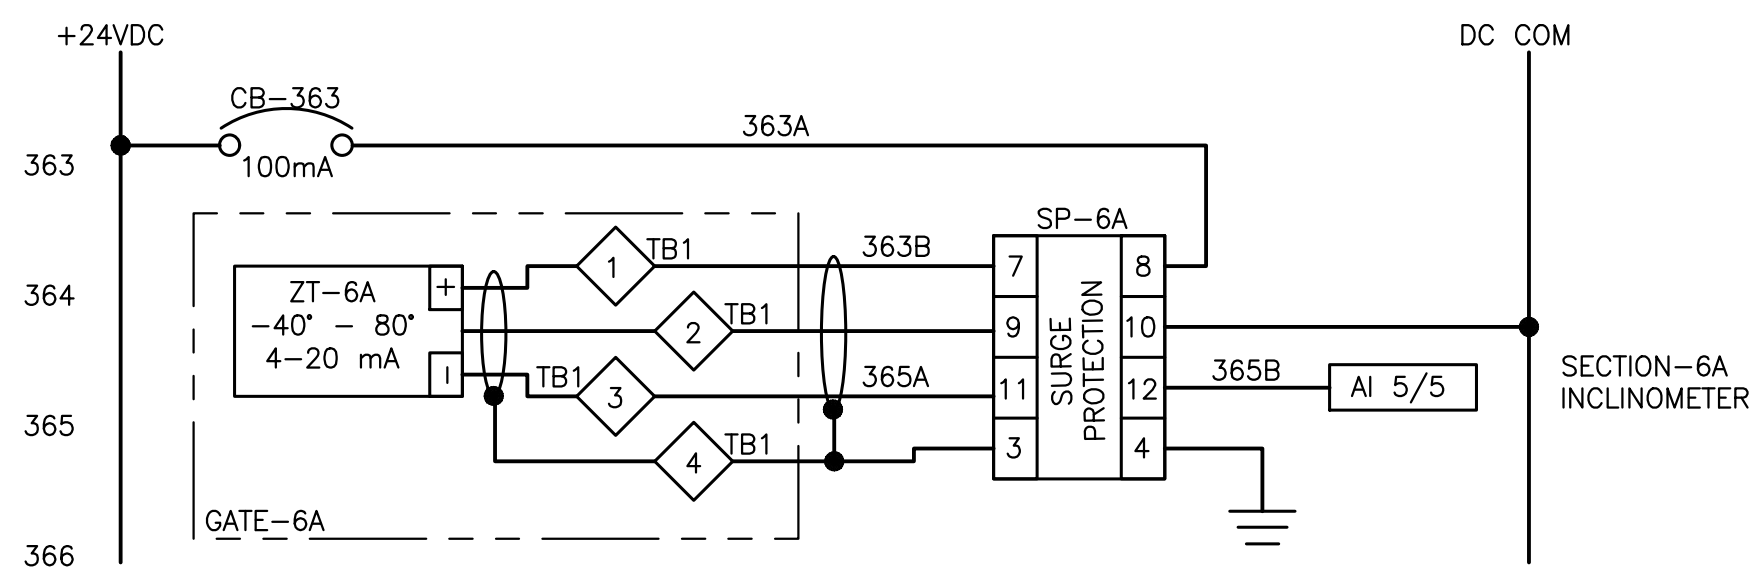 +24VDC
DC COM
CB-363
363A
363
100mA
SP-6A
TB1
363B
1
7
8
+
ZT-6A
364
TB1
-40° - 80°
2
9
10
4-20 mA
SURGE
PROTECTION
SECTION-6A
INCLINOMETER
-
TB1
365A
365B
3
11
12
AI 5/5
365
TB1
4
3
4
GATE-6A
366